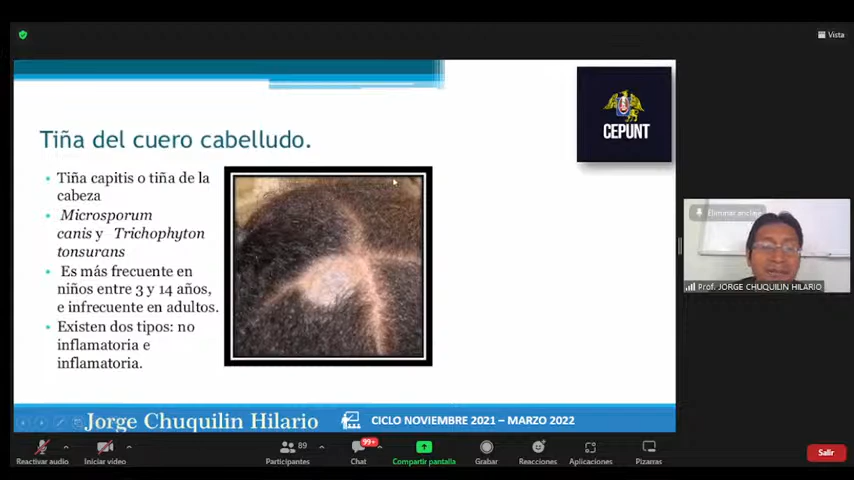 Vista
CEPUNT
Tiña del cuero cabelludo.
• Tiña capitis o tiña de la
cabeza
• Microsporum
canis y Trichophyton
tonsurans
• Es más frecuente en
niños entre 3 y 14 años,
e infrecuente en adultos.
• Existen dos tipos: no
inflamatoria e
inflamatoria.
Eliminar ancla
Prof. JORGE CHUQUILIN HILARIO
Jorge Chuquilin Hilario
CICLO NOVIEMBRE 2021 – MARZO 2022
89
99+
Reactivar audio
Iniciar video
Participantes
Chat
Compartir pantalla
Grabar
Reacciones
Aplicaciones
Pizarras
Salir